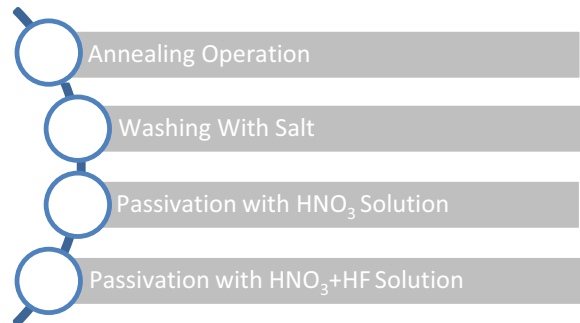 Annealing Operation
Washing With Salt
Passivation with HNO₃ Solution
Passivation with HNO₃+HF Solution